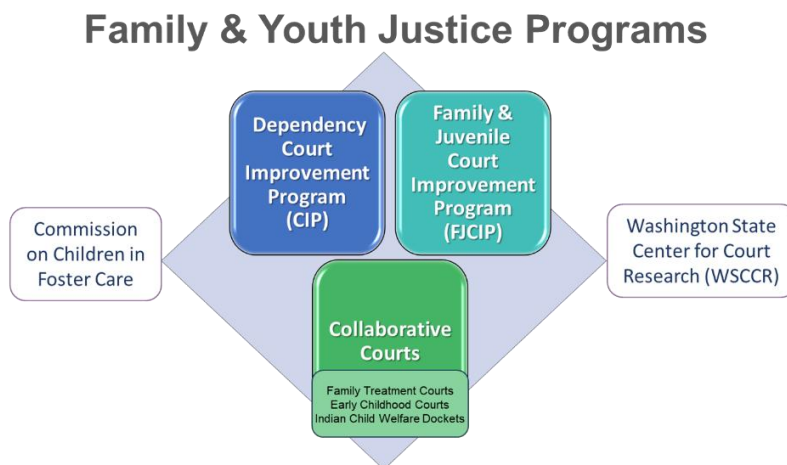 Family & Youth Justice Programs
Dependency
Court
Improvement
Program
(CIP)
Family &
Juvenile
Court
Improvement
Program
(FJCIP)
Commission
on Children in
Foster Care
Washington State
Center for Court
Research (WSCCR)
Collaborative
Courts
Family Treatment Courts
Early Childhood Courts
Indian Child Welfare Dockets